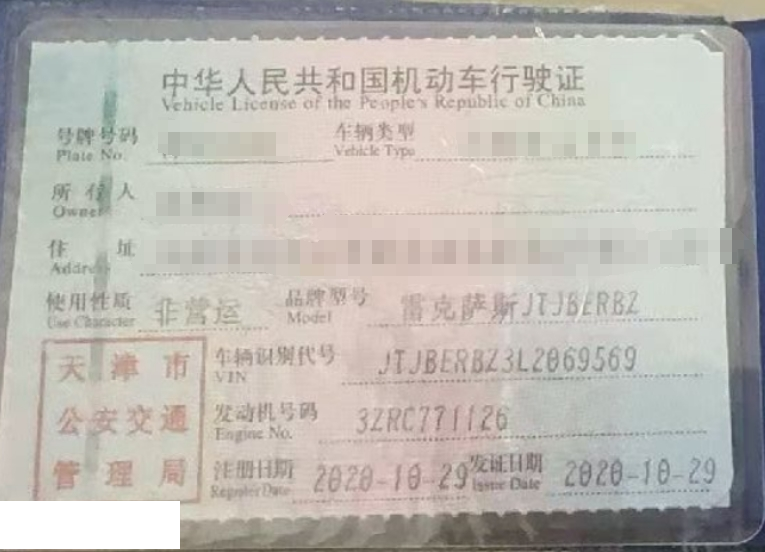 中华人民共和国机动车行驶证
Vehicle License of the People's Republic of China
号牌号码 车辆类型
Plate No. Vehicle Type
所有人
Owner
住 址
Address
使用性质 非营运 品牌型号 雷克萨斯JTJBERBZ
Use Character Model
天津市 车辆识别代号 JTJBERBZ3L2069569
VIN
公安交通 发动机号码 3ZRC771126
Engine No.
管理局 注册日期 2020-10-29 发证日期 2020-10-29
Register Date Issue Date